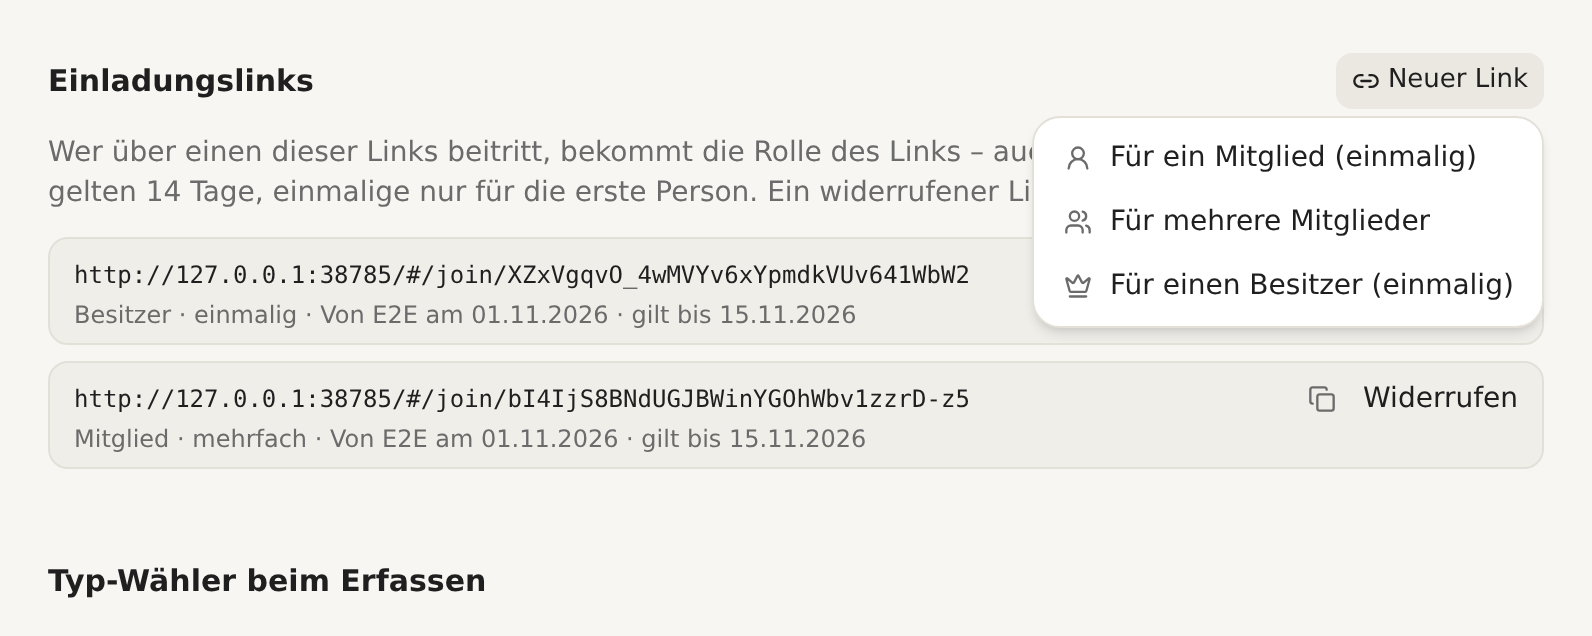 Einladungslinks
Neuer Link
Wer über einen dieser Links beitritt, bekommt die Rolle des Links –
gelten 14 Tage, einmalige nur für die erste Person. Ein widerrufener
Für ein Mitglied (einmalig)
Für mehrere Mitglieder
Für einen Besitzer (einmalig)
http://127.0.0.1:38785/#/join/XZxVgqvO_4wMVYv6xYpmdkVUv641WbW2
Besitzer · einmalig · Von E2E am 01.11.2026 · gilt bis 15.11.2026
http://127.0.0.1:38785/#/join/bI4IjS8BNdUGJBWinYGOhWbv1zzrD-z5
Widerrufen
Mitglied · mehrfach · Von E2E am 01.11.2026 · gilt bis 15.11.2026
Typ-Wähler beim Erfassen